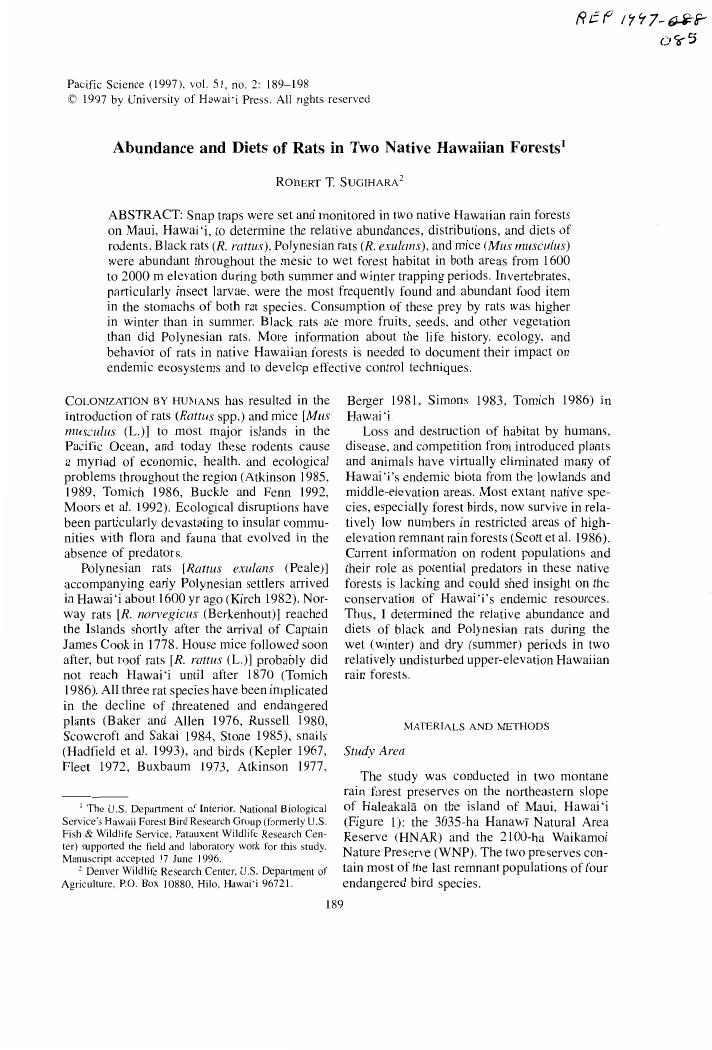 REP 1997-088
085
Pacific Science (1997), vol. 51, no. 2: 189–198
© 1997 by University of Hawai‘i Press. All rights reserved
Abundance and Diets of Rats in Two Native Hawaiian Forests¹
ROBERT T. SUGIHARA²
ABSTRACT: Snap traps were set and monitored in two native Hawaiian rain forests
on Maui, Hawai‘i, to determine the relative abundances, distributions, and diets of
rodents. Black rats (R. rattus), Polynesian rats (R. exulans), and mice (Mus musculus)
were abundant throughout the mesic to wet forest habitat in both areas from 1600
to 2000 m elevation during both summer and winter trapping periods. Invertebrates,
particularly insect larvae, were the most frequently found and abundant food item
in the stomachs of both rat species. Consumption of these prey by rats was higher
in winter than in summer. Black rats ate more fruits, seeds, and other vegetation
than did Polynesian rats. More information about the life history, ecology, and
behavior of rats in native Hawaiian forests is needed to document their impact on
endemic ecosystems and to develop effective control techniques.
COLONIZATION BY HUMANS has resulted in the
introduction of rats (Rattus spp.) and mice [Mus
musculus (L.)] to most major islands in the
Pacific Ocean, and today these rodents cause
a myriad of economic, health, and ecological
problems throughout the region (Atkinson 1985,
1989, Tomich 1986, Buckle and Fenn 1992,
Moors et al. 1992). Ecological disruptions have
been particularly devastating to insular commu-
nities with flora and fauna that evolved in the
absence of predators.
Polynesian rats [Rattus exulans (Peale)]
accompanying early Polynesian settlers arrived
in Hawai‘i about 1600 yr ago (Kirch 1982). Nor-
way rats [R. norvegicus (Berkenhout)] reached
the Islands shortly after the arrival of Captain
James Cook in 1778. House mice followed soon
after, but roof rats [R. rattus (L.)] probably did
not reach Hawai‘i until after 1870 (Tomich
1986). All three rat species have been implicated
in the decline of threatened and endangered
plants (Baker and Allen 1976, Russell 1980,
Scowcroft and Sakai 1984, Stone 1985), snails
(Hadfield et al. 1993), and birds (Kepler 1967,
Fleet 1972, Buxbaum 1973, Atkinson 1977,
¹ The U.S. Department of Interior, National Biological
Service's Hawaii Forest Bird Research Group (formerly U.S.
Fish & Wildlife Service, Patauxent Wildlife Research Cen-
ter) supported the field and laboratory work for this study.
Manuscript accepted 17 June 1996.
² Denver Wildlife Research Center, U.S. Department of
Agriculture, P.O. Box 10880, Hilo, Hawai‘i 96721.
Berger 1981, Simons 1983, Tomich 1986) in
Hawai‘i.
Loss and destruction of habitat by humans,
disease, and competition from introduced plants
and animals have virtually eliminated many of
Hawai‘i's endemic biota from the lowlands and
middle-elevation areas. Most extant native spe-
cies, especially forest birds, now survive in rela-
tively low numbers in restricted areas of high-
elevation remnant rain forests (Scott et al. 1986).
Current information on rodent populations and
their role as potential predators in these native
forests is lacking and could shed insight on the
conservation of Hawai‘i's endemic resources.
Thus, I determined the relative abundance and
diets of black and Polynesian rats during the
wet (winter) and dry (summer) periods in two
relatively undisturbed upper-elevation Hawaiian
rain forests.
MATERIALS AND METHODS
Study Area
The study was conducted in two montane
rain forest preserves on the northeastern slope
of Haleakalā on the island of Maui, Hawai‘i
(Figure 1): the 3035-ha Hanawī Natural Area
Reserve (HNAR) and the 2100-ha Waikamoi
Nature Preserve (WNP). The two preserves con-
tain most of the last remnant populations of four
endangered bird species.
189